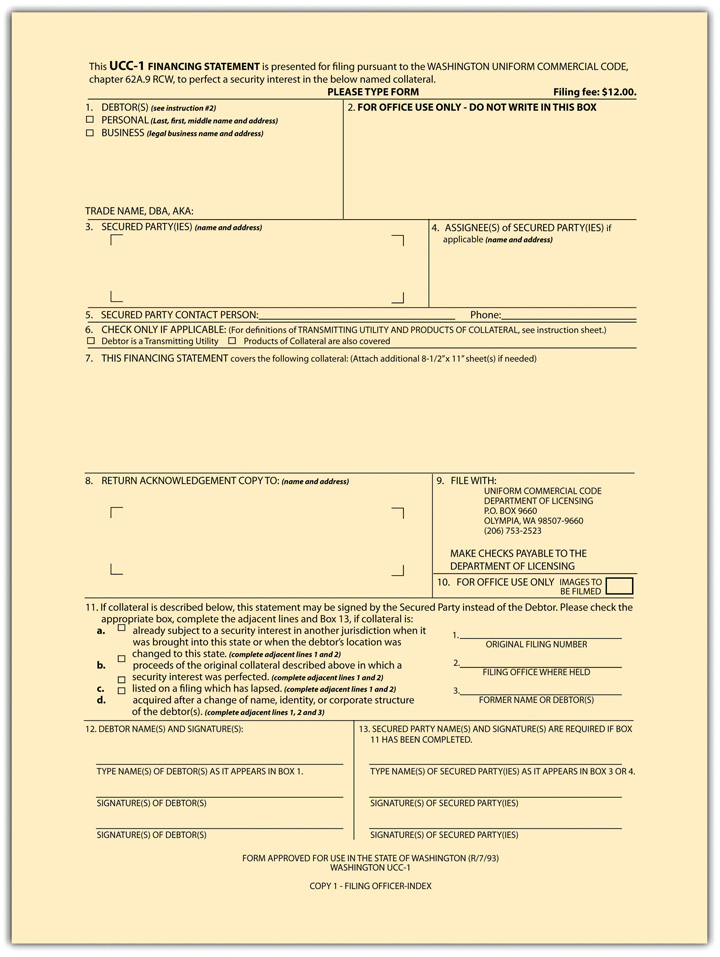 This UCC-1 FINANCING STATEMENT is presented for filing pursuant to the WASHINGTON UNIFORM COMMERCIAL CODE,
chapter 62A.9 RCW, to perfect a security interest in the below named collateral.
PLEASE TYPE FORM Filing fee: $12.00.
1. DEBTOR(S) (see instruction #2)
PERSONAL (Last, first, middle name and address)
BUSINESS (legal business name and address)
TRADE NAME, DBA, AKA:
2. FOR OFFICE USE ONLY - DO NOT WRITE IN THIS BOX
3. SECURED PARTY(IES) (name and address)
4. ASSIGNEE(S) of SECURED PARTY(IES) if
applicable (name and address)
5. SECURED PARTY CONTACT PERSON: Phone:
6. CHECK ONLY IF APPLICABLE: (For definitions of TRANSMITTING UTILITY AND PRODUCTS OF COLLATERAL, see instruction sheet.)
Debtor is a Transmitting Utility Products of Collateral are also covered
7. THIS FINANCING STATEMENT covers the following collateral: (Attach additional 8-1/2"x 11" sheet(s) if needed)
8. RETURN ACKNOWLEDGEMENT COPY TO: (name and address)
9. FILE WITH:
UNIFORM COMMERCIAL CODE
DEPARTMENT OF LICENSING
P.O. BOX 9660
OLYMPIA, WA 98507-9660
(206) 753-2523
MAKE CHECKS PAYABLE TO THE
DEPARTMENT OF LICENSING
10. FOR OFFICE USE ONLY IMAGES TO
BE FILMED
11. If collateral is described below, this statement may be signed by the Secured Party instead of the Debtor. Please check the
appropriate box, complete the adjacent lines and Box 13, if collateral is:
a. already subject to a security interest in another jurisdiction when it
was brought into this state or when the debtor's location was
changed to this state. (complete adjacent lines 1 and 2)
b. proceeds of the original collateral described above in which a
security interest was perfected. (complete adjacent lines 1 and 2)
c. listed on a filing which has lapsed. (complete adjacent lines 1 and 2)
d. acquired after a change of name, identity, or corporate structure
of the debtor(s). (complete adjacent lines 1, 2 and 3)
1.
ORIGINAL FILING NUMBER
2.
FILING OFFICE WHERE HELD
3.
FORMER NAME OR DEBTOR(S)
12. DEBTOR NAME(S) AND SIGNATURE(S):
TYPE NAME(S) OF DEBTOR(S) AS IT APPEARS IN BOX 1.
SIGNATURE(S) OF DEBTOR(S)
SIGNATURE(S) OF DEBTOR(S)
13. SECURED PARTY NAME(S) AND SIGNATURE(S) ARE REQUIRED IF BOX
11 HAS BEEN COMPLETED.
TYPE NAME(S) OF SECURED PARTY(IES) AS IT APPEARS IN BOX 3 OR 4.
SIGNATURE(S) OF SECURED PARTY(IES)
SIGNATURE(S) OF SECURED PARTY(IES)
FORM APPROVED FOR USE IN THE STATE OF WASHINGTON (R/7/93)
WASHINGTON UCC-1
COPY 1 - FILING OFFICER-INDEX